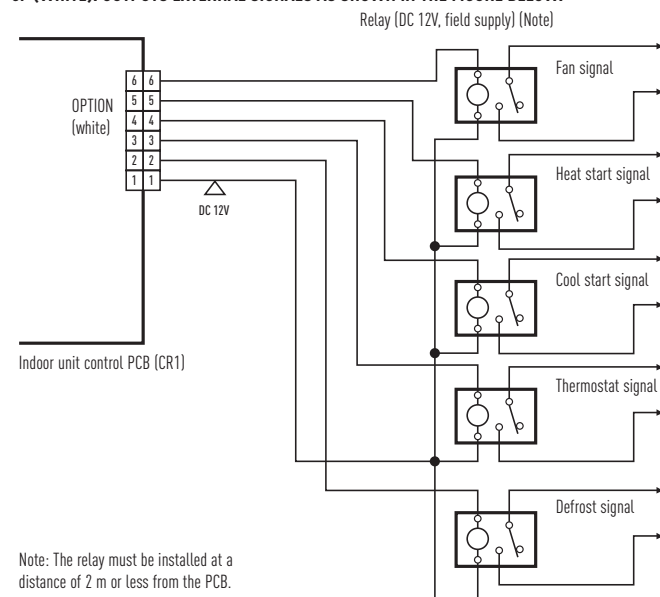 Relay (DC 12V, field supply) (Note)
Fan signal
6 6
OPTION
(white)
5 5
4 4
3 3
2 2
1 1
DC 12V
Heat start signal
Cool start signal
Indoor unit control PCB (CR1)
Thermostat signal
Defrost signal
Note: The relay must be installed at a
distance of 2 m or less from the PCB.